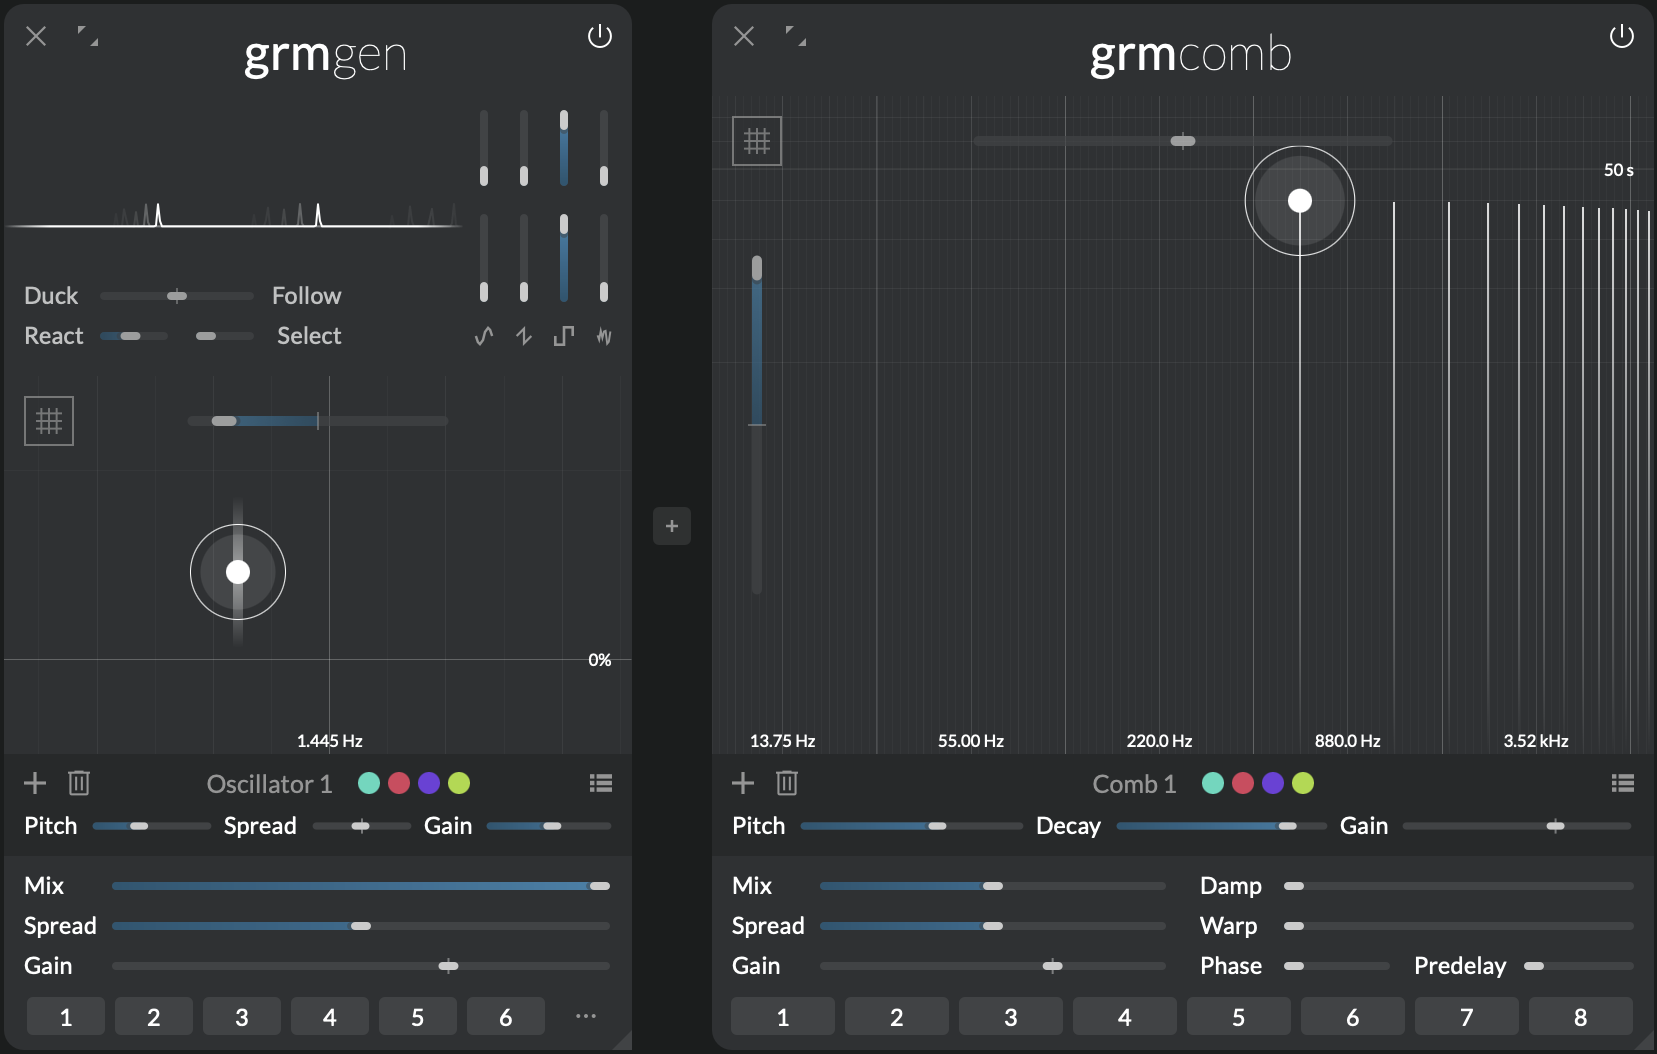 grmgen
Duck Follow
React Select
0%
1.445 Hz
Oscillator 1
Pitch Spread Gain
Mix
Spread
Gain
1 2 3 4 5 6 ...
grmcomb
50 s
13.75 Hz 55.00 Hz 220.0 Hz 880.0 Hz 3.52 kHz
Comb 1
Pitch Decay Gain
Mix Damp
Spread Warp
Gain Phase Predelay
1 2 3 4 5 6 7 8